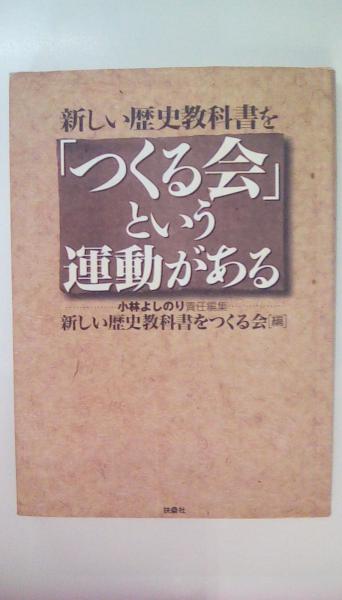 新しい歴史教科書を
「つくる会」
という
運動がある
小林よしのり責任編集
新しい歴史教科書をつくる会[編]
扶桑社